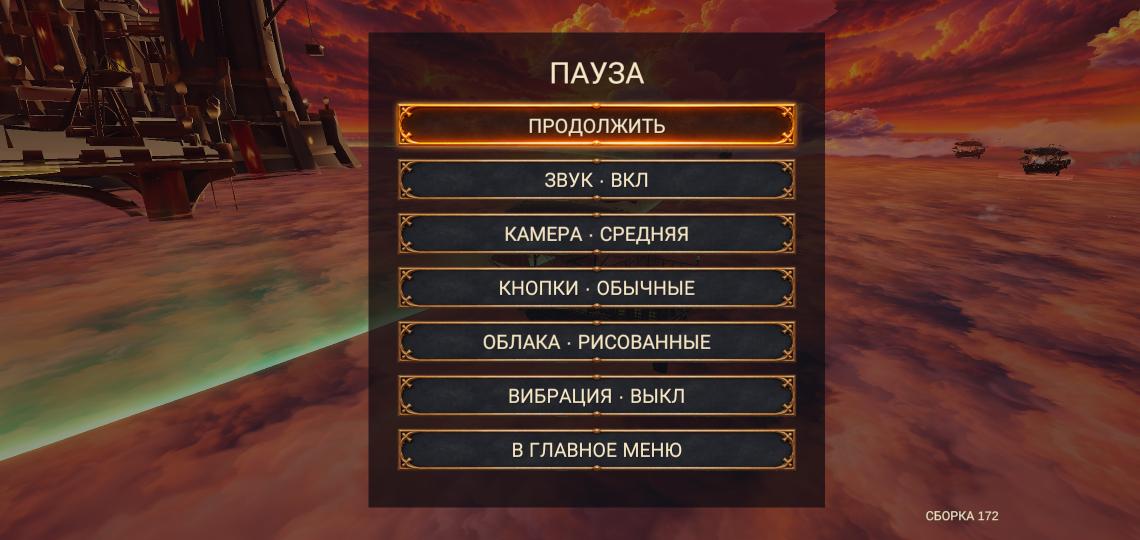 ПАУЗА
ПРОДОЛЖИТЬ
ЗВУК · ВКЛ
КАМЕРА · СРЕДНЯЯ
КНОПКИ · ОБЫЧНЫЕ
ОБЛАКА · РИСОВАННЫЕ
ВИБРАЦИЯ · ВЫКЛ
В ГЛАВНОЕ МЕНЮ
СБОРКА 172